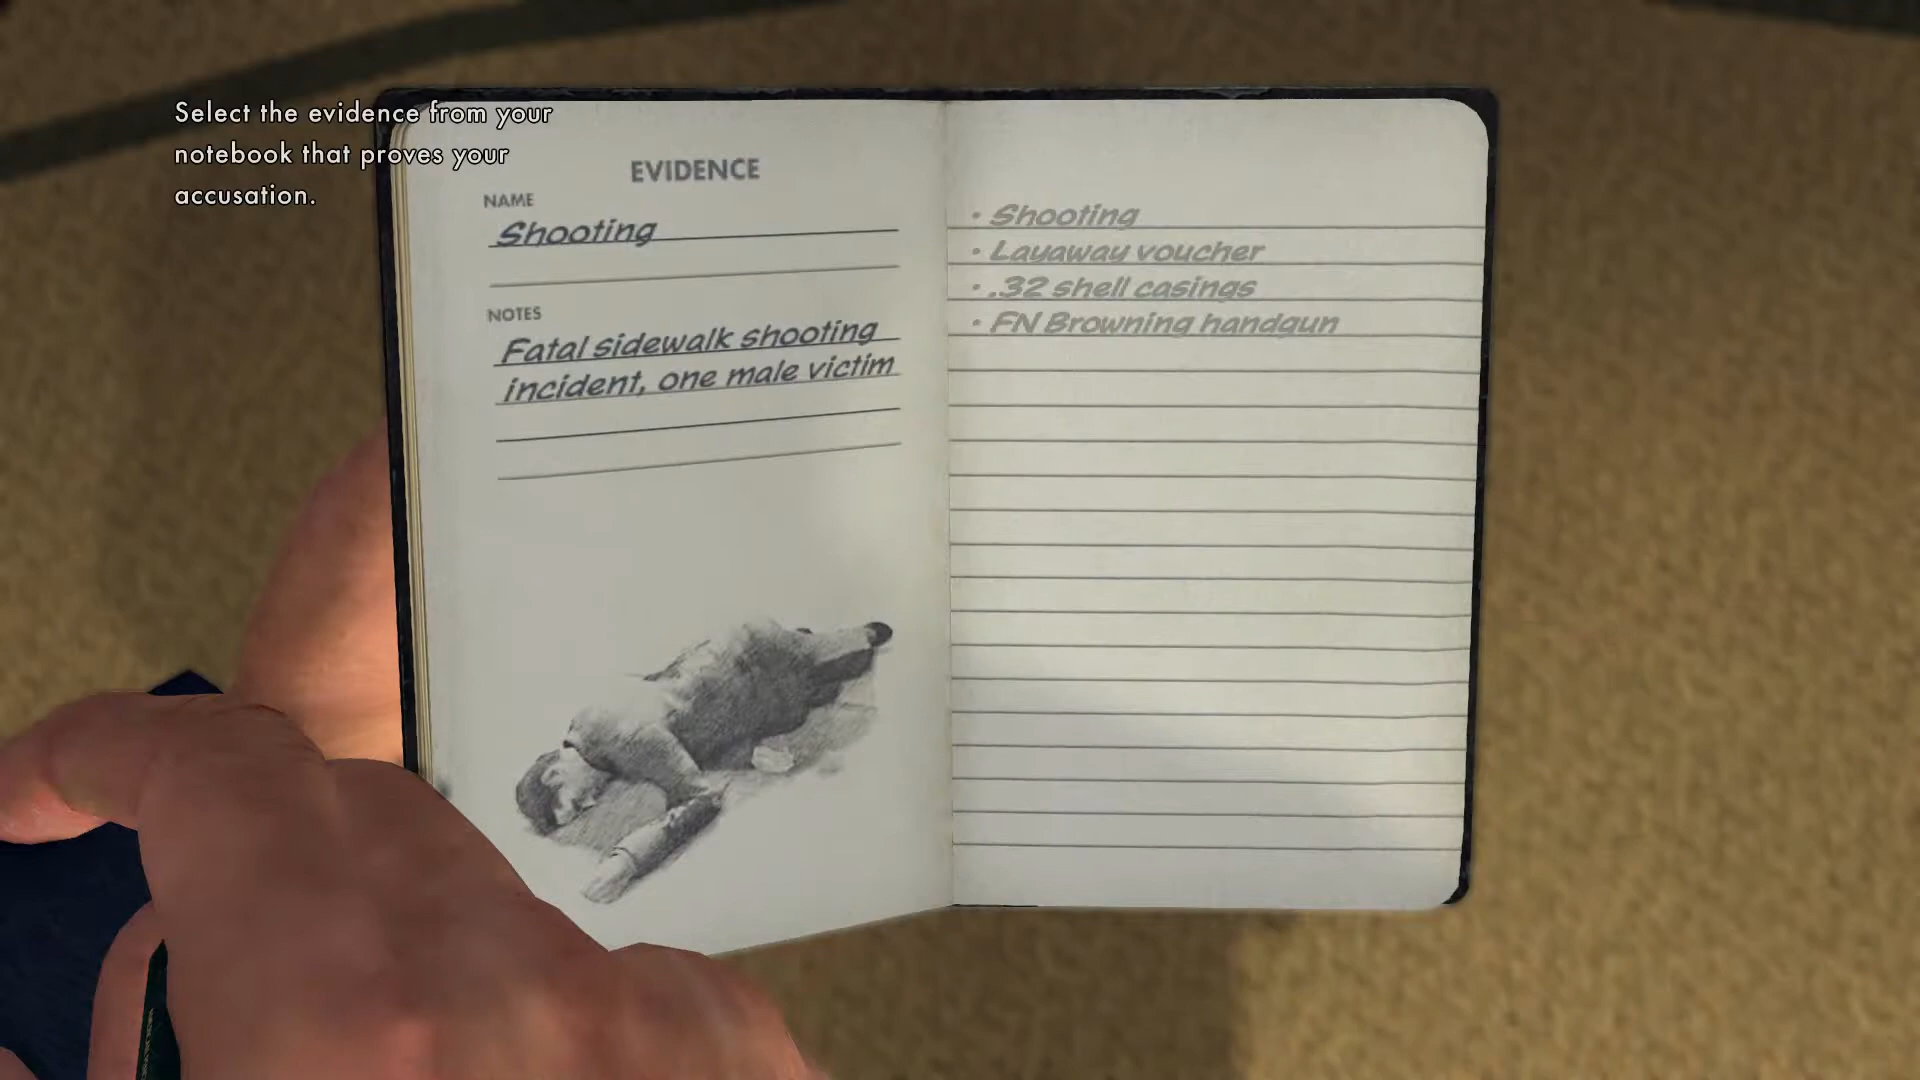 Select the evidence from your
notebook that proves your
accusation.
EVIDENCE
NAME
Shooting
NOTES
Fatal sidewalk shooting
incident, one male victim
• Shooting
• Layaway voucher
• .32 shell casings
• FN Browning handgun